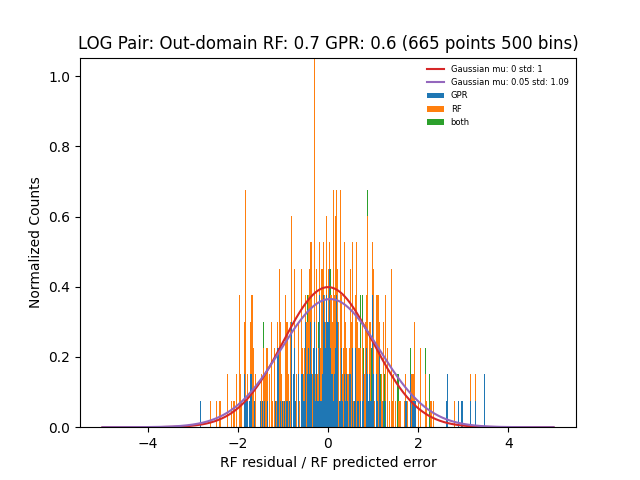 LOG Pair: Out-domain RF: 0.7 GPR: 0.6 (665 points 500 bins)
Gaussian mu: 0 std: 1
Gaussian mu: 0.05 std: 1.09
GPR
RF
both
Normalized Counts
1.0
0.8
0.6
0.4
0.2
0.0
−4
−2
0
2
4
RF residual / RF predicted error